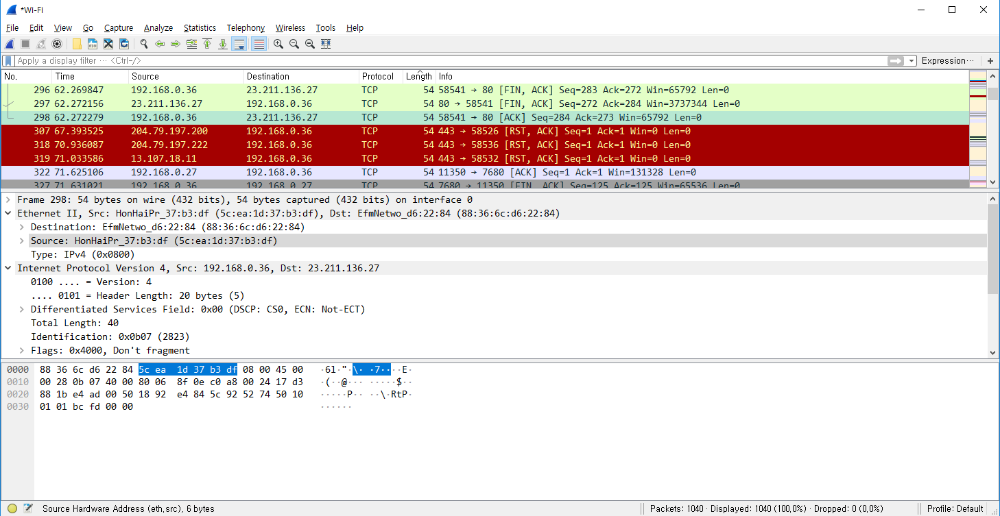 *Wi-Fi
File Edit View Go Capture Analyze Statistics Telephony Wireless Tools Help
Apply a display filter ··· <Ctrl-/> Expression··· +
No. Time Source Destination Protocol Length Info
296 62.269847 192.168.0.36 23.211.136.27 TCP 54 58541 → 80 [FIN, ACK] Seq=283 Ack=272 Win=65792 Len=0
297 62.272156 23.211.136.27 192.168.0.36 TCP 54 80 → 58541 [FIN, ACK] Seq=272 Ack=284 Win=3737344 Len=0
298 62.272279 192.168.0.36 23.211.136.27 TCP 54 58541 → 80 [ACK] Seq=284 Ack=273 Win=65792 Len=0
307 67.393525 204.79.197.200 192.168.0.36 TCP 54 443 → 58526 [RST, ACK] Seq=1 Ack=1 Win=0 Len=0
318 70.936087 204.79.197.222 192.168.0.36 TCP 54 443 → 58536 [RST, ACK] Seq=1 Ack=1 Win=0 Len=0
319 71.033586 13.107.18.11 192.168.0.36 TCP 54 443 → 58532 [RST, ACK] Seq=1 Ack=1 Win=0 Len=0
322 71.625106 192.168.0.27 192.168.0.36 TCP 54 11350 → 7680 [ACK] Seq=1 Ack=1 Win=131328 Len=0
327 71.631021 192.168.0.36 192.168.0.27 TCP 54 7680 → 11350 [FIN, ACK] Seq=125 Ack=125 Win=65536 Len=0
Frame 298: 54 bytes on wire (432 bits), 54 bytes captured (432 bits) on interface 0
Ethernet II, Src: HonHaiPr_37:b3:df (5c:ea:1d:37:b3:df), Dst: EfmNetwo_d6:22:84 (88:36:6c:d6:22:84)
Destination: EfmNetwo_d6:22:84 (88:36:6c:d6:22:84)
Source: HonHaiPr_37:b3:df (5c:ea:1d:37:b3:df)
Type: IPv4 (0x0800)
Internet Protocol Version 4, Src: 192.168.0.36, Dst: 23.211.136.27
0100 .... = Version: 4
.... 0101 = Header Length: 20 bytes (5)
Differentiated Services Field: 0x00 (DSCP: CS0, ECN: Not-ECT)
Total Length: 40
Identification: 0x0b07 (2823)
Flags: 0x4000, Don't fragment
0000 88 36 6c d6 22 84 5c ea 1d 37 b3 df 08 00 45 00 ·6l·"·\· ·7····E·
0010 00 28 0b 07 40 00 80 06 8f 0e c0 a8 00 24 17 d3 ·(··@··· ·····$··
0020 88 1b e4 ad 00 50 18 92 e4 84 5c 92 52 74 50 10 ·····P·· ··\·RtP·
0030 01 01 bc fd 00 00 ······
Source Hardware Address (eth.src), 6 bytes Packets: 1040 · Displayed: 1040 (100,0%) · Dropped: 0 (0,0%) Profile: Default